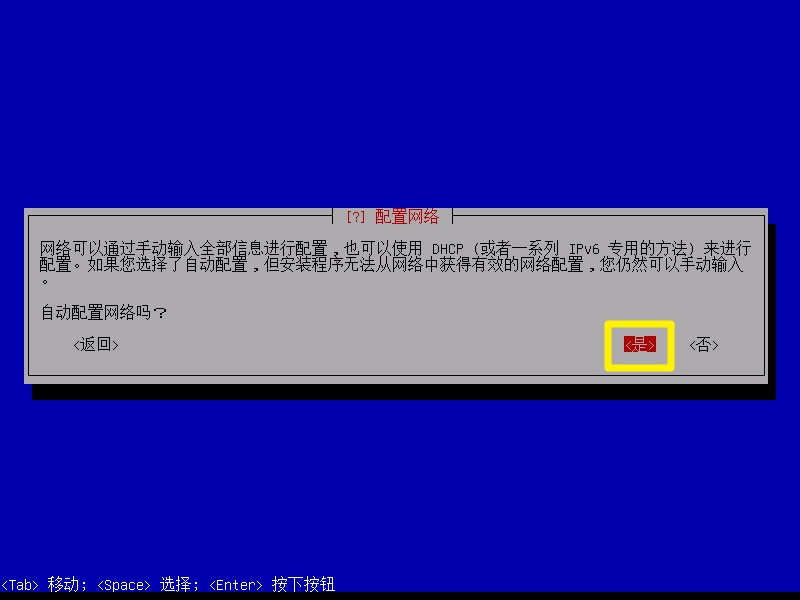 [?] 配置网络
网络可以通过手动输入全部信息进行配置，也可以使用 DHCP (或者一系列 IPv6 专用的方法) 来进行
配置。如果您选择了自动配置，但安装程序无法从网络中获得有效的网络配置，您仍然可以手动输入
。
自动配置网络吗？
<返回> <是> <否>
<Tab> 移动; <Space> 选择; <Enter> 按下按钮